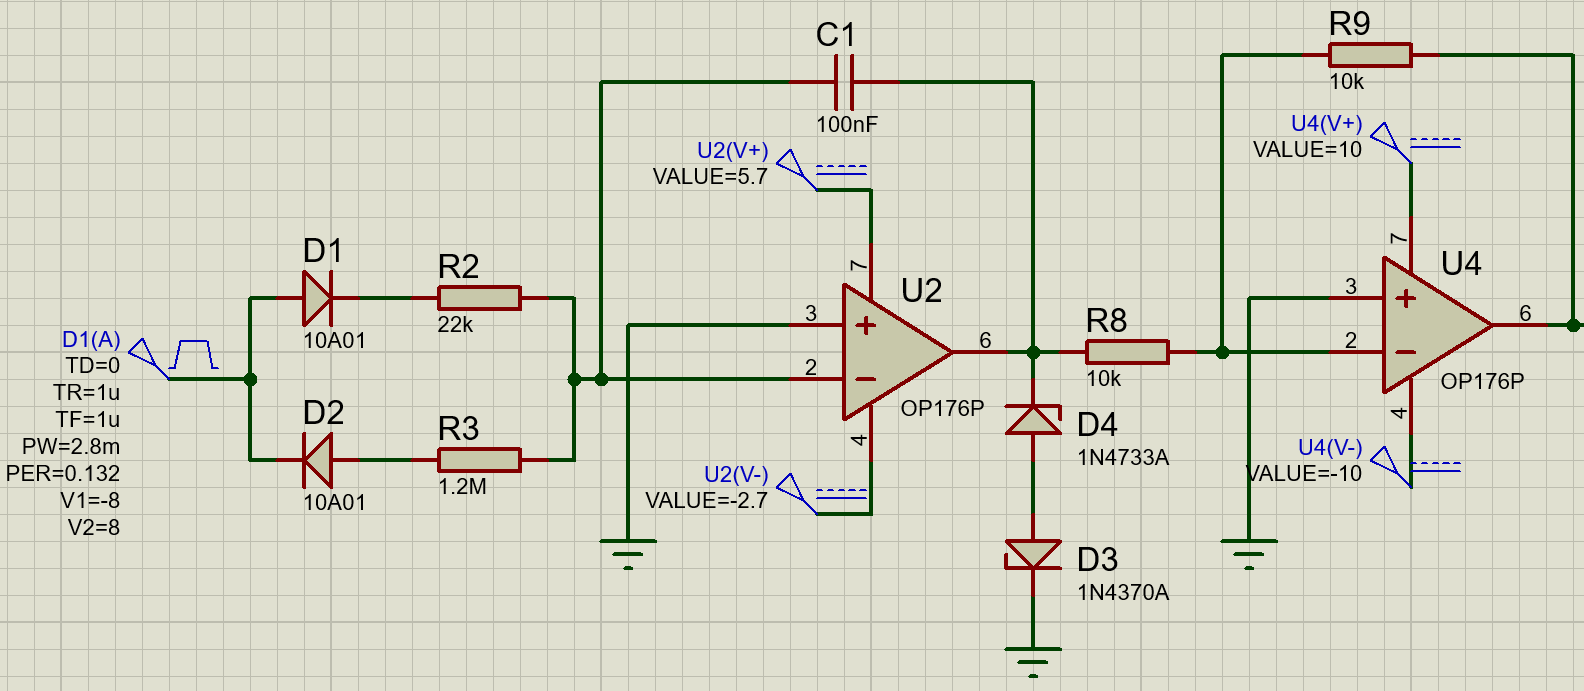 R9
10k
C1
100nF
U4(V+)
VALUE=10
U2(V+)
VALUE=5.7
D1
10A01
R2
22k
7
U2
3
+
2
−
6
OP176P
4
7
U4
3
+
2
−
6
OP176P
4
R8
10k
D1(A)
TD=0
TR=1u
TF=1u
PW=2.8m
PER=0.132
V1=-8
V2=8
D2
10A01
R3
1.2M
U2(V-)
VALUE=-2.7
D4
1N4733A
U4(V-)
VALUE=-10
D3
1N4370A